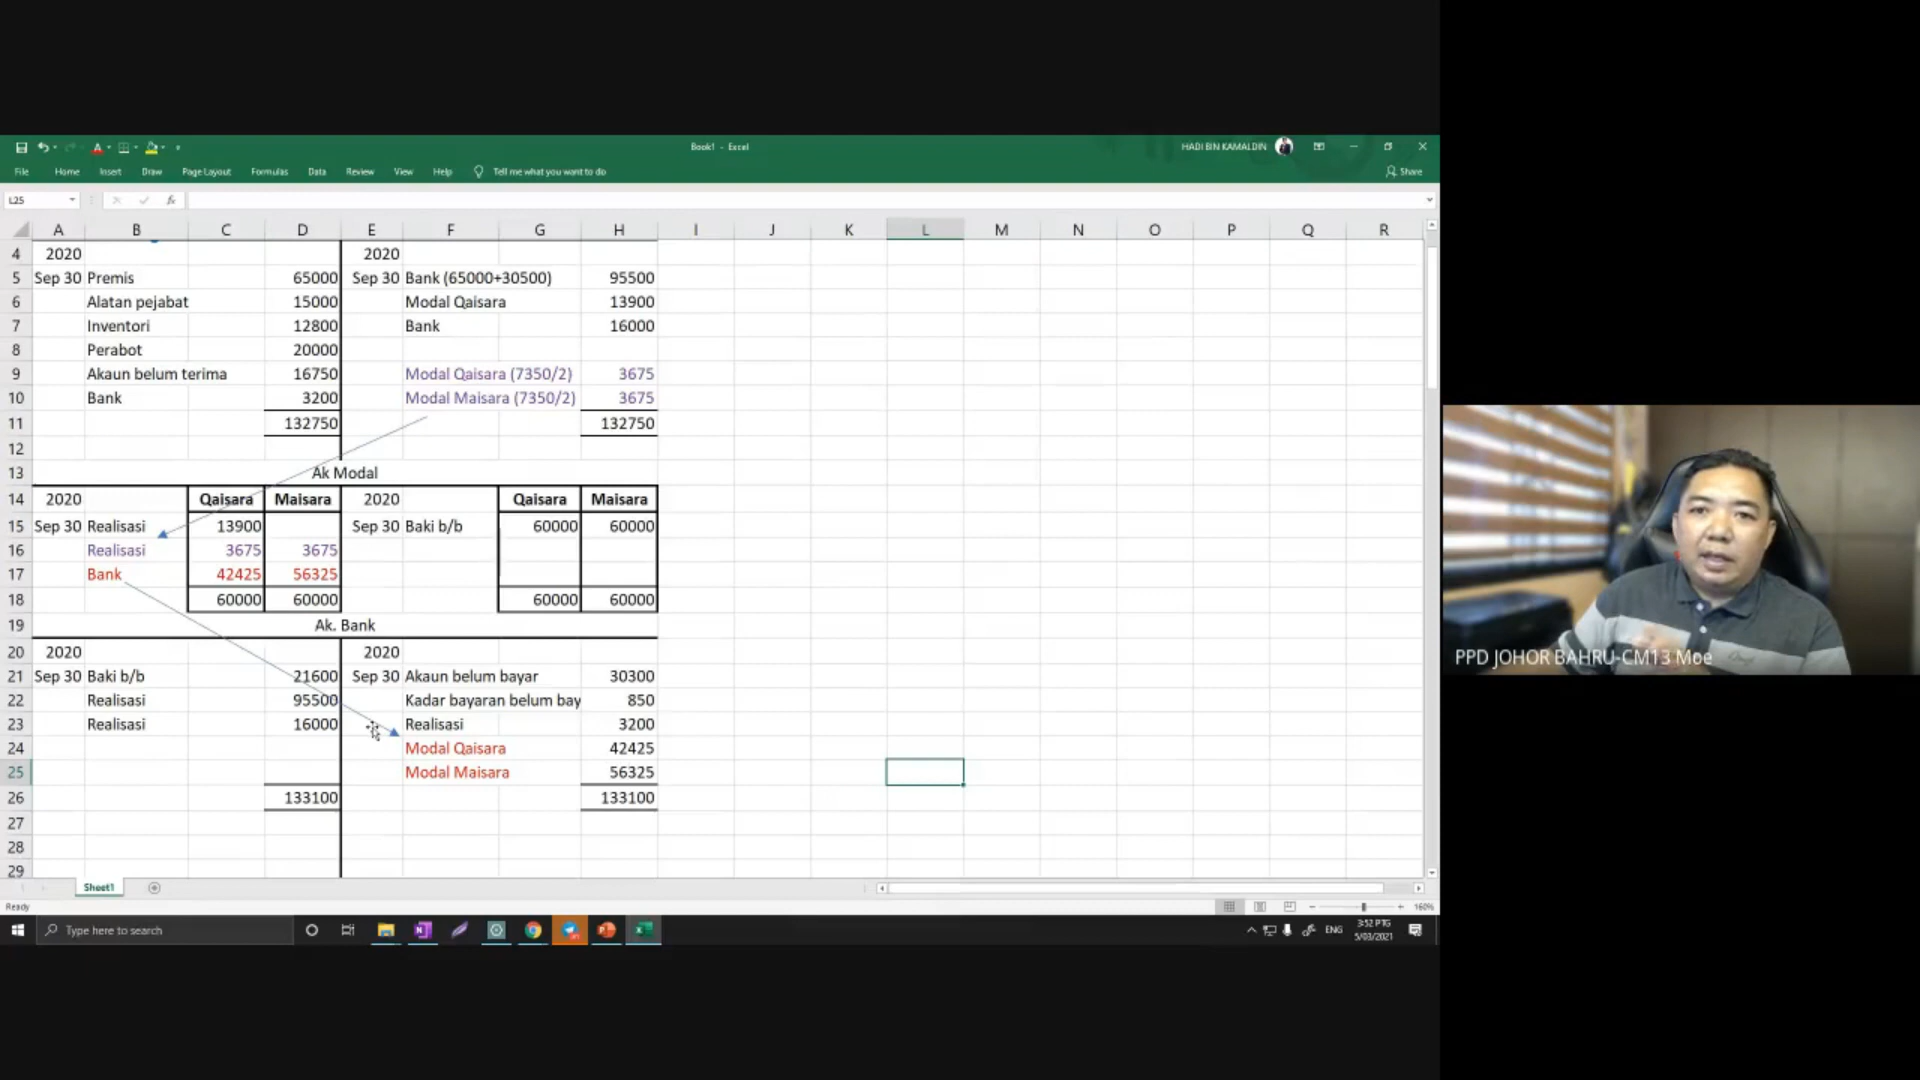 Book1 - Excel
HADI BIN KAMALDIN
File Home Insert Draw Page Layout Formulas Data Review View Help Tell me what you want to do Share
L25 fx
A B C D E F G H I J K L M N O P Q R
4 2020 2020
5 Sep 30 Premis 65000 Sep 30 Bank (65000+30500) 95500
6 Alatan pejabat 15000 Modal Qaisara 13900
7 Inventori 12800 Bank 16000
8 Perabot 20000
9 Akaun belum terima 16750 Modal Qaisara (7350/2) 3675
10 Bank 3200 Modal Maisara (7350/2) 3675
11 132750 132750
12
13 Ak Modal
14 2020 Qaisara Maisara 2020 Qaisara Maisara
15 Sep 30 Realisasi 13900 Sep 30 Baki b/b 60000 60000
16 Realisasi 3675 3675
17 Bank 42425 56325
18 60000 60000 60000 60000
19 Ak. Bank
20 2020 2020
21 Sep 30 Baki b/b 21600 Sep 30 Akaun belum bayar 30300
22 Realisasi 95500 Kadar bayaran belum bay 850
23 Realisasi 16000 Realisasi 3200
24 Modal Qaisara 42425
25 Modal Maisara 56325
26 133100 133100
27
28
29
Sheet1
Ready 160%
Type here to search ENG 3:52 PTG
5/03/2021
PPD JOHOR BAHRU-CM13 Moe